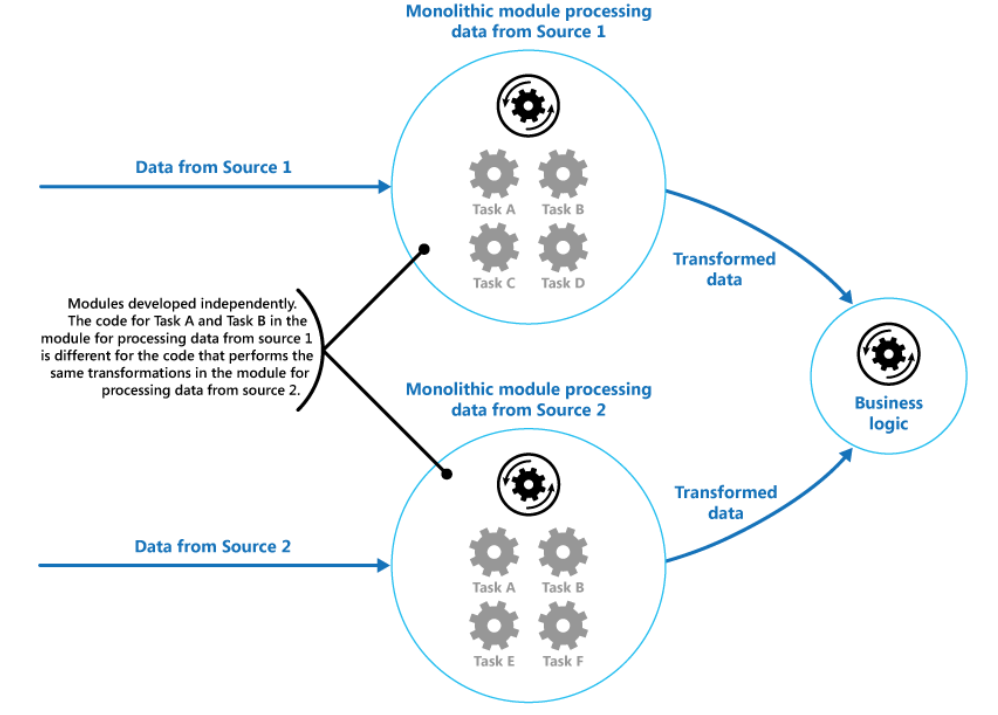 Monolithic module processing
data from Source 1
Data from Source 1
Task A
Task B
Task C
Task D
Transformed
data
Modules developed independently.
The code for Task A and Task B in the
module for processing data from source 1
is different for the code that performs the
same transformations in the module for
processing data from source 2.
Business
logic
Monolithic module processing
data from Source 2
Data from Source 2
Task A
Task B
Task E
Task F
Transformed
data